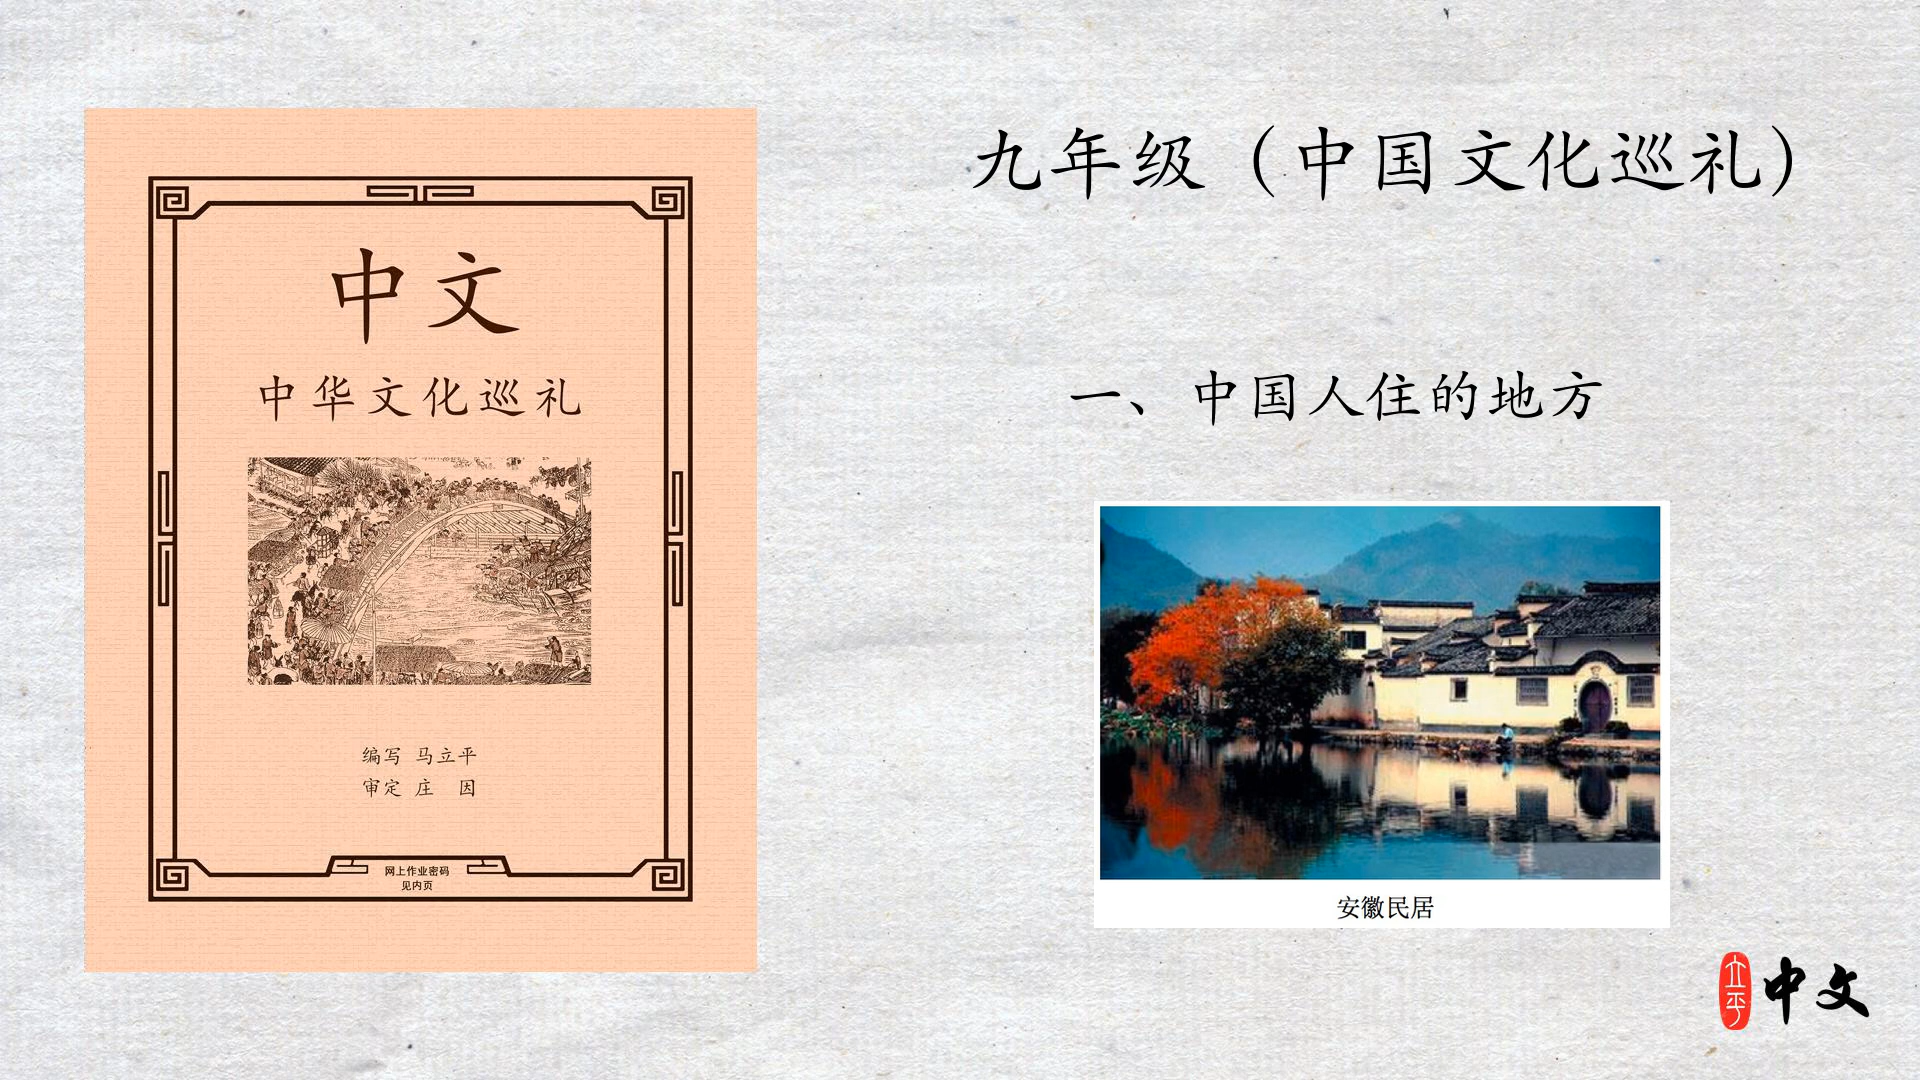 中文
中华文化巡礼
编写 马立平
审定 庄 因
网上作业密码
见内页
九年级（中国文化巡礼）
一、中国人住的地方
安徽民居
立平
中文